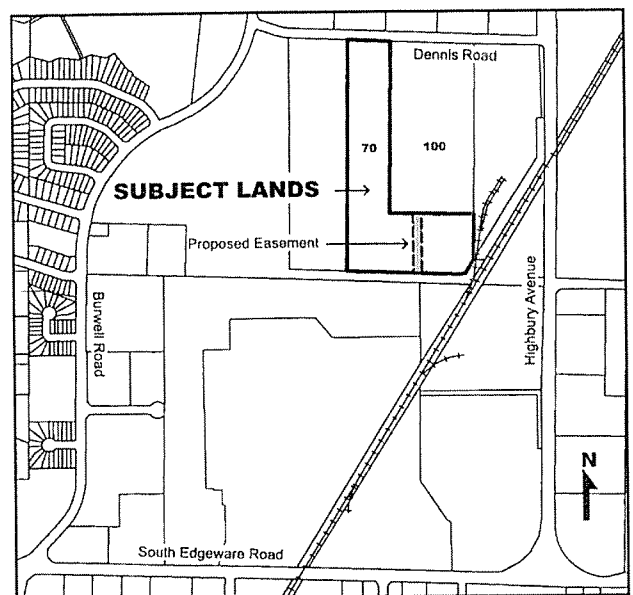 Dennis Road
70
100
SUBJECT LANDS
Proposed Easement
Burwell Road
Highbury Avenue
N
South Edgeware Road